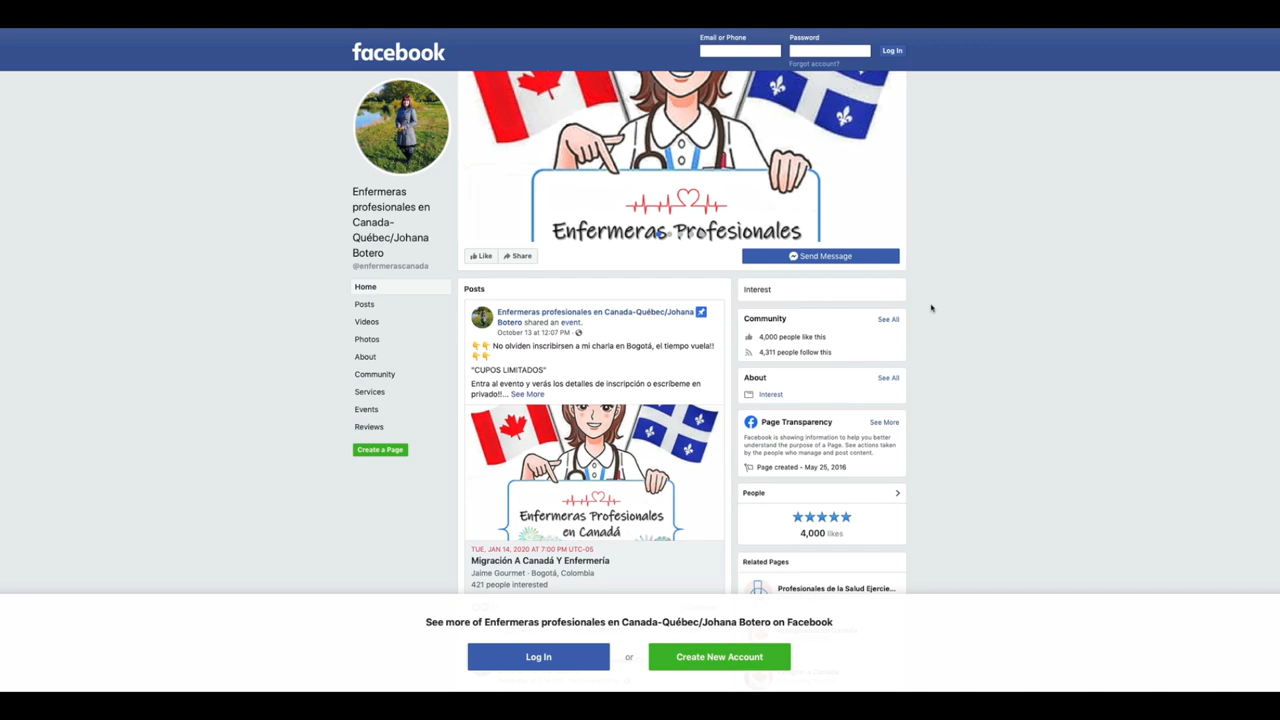 Email or Phone
Password
facebook
Log In
Forgot account?
Enfermeras
profesionales en
Canada-
Québec/Johana
Botero
@enfermerascanada
Home
Posts
Videos
Photos
About
Community
Services
Events
Reviews
Create a Page
Enfermeras Profesionales
Like
Share
Send Message
Posts
Enfermeras profesionales en Canada-Québec/Johana
Botero shared an event.
October 13 at 12:07 PM ·
No olviden inscribirsen a mi charla en Bogotá, el tiempo vuela!!
"CUPOS LIMITADOS"
Entra al evento y verás los detalles de inscripción o escríbeme en
privado!!... See More
Enfermeras Profesionales
en Canadá
TUE, JAN 14, 2020 AT 7:00 PM UTC-05
Migración A Canadá Y Enfermería
Jaime Gourmet · Bogotá, Colombia
421 people interested
Interest
Community
See All
4,000 people like this
4,311 people follow this
About
See All
Interest
Page Transparency
See More
Facebook is showing information to help you better
understand the purpose of a Page. See actions taken
by the people who manage and post content.
Page created - May 25, 2016
People
4,000 likes
Related Pages
Profesionales de la Salud Ejercie...
See more of Enfermeras profesionales en Canada-Québec/Johana Botero on Facebook
Log In
or
Create New Account